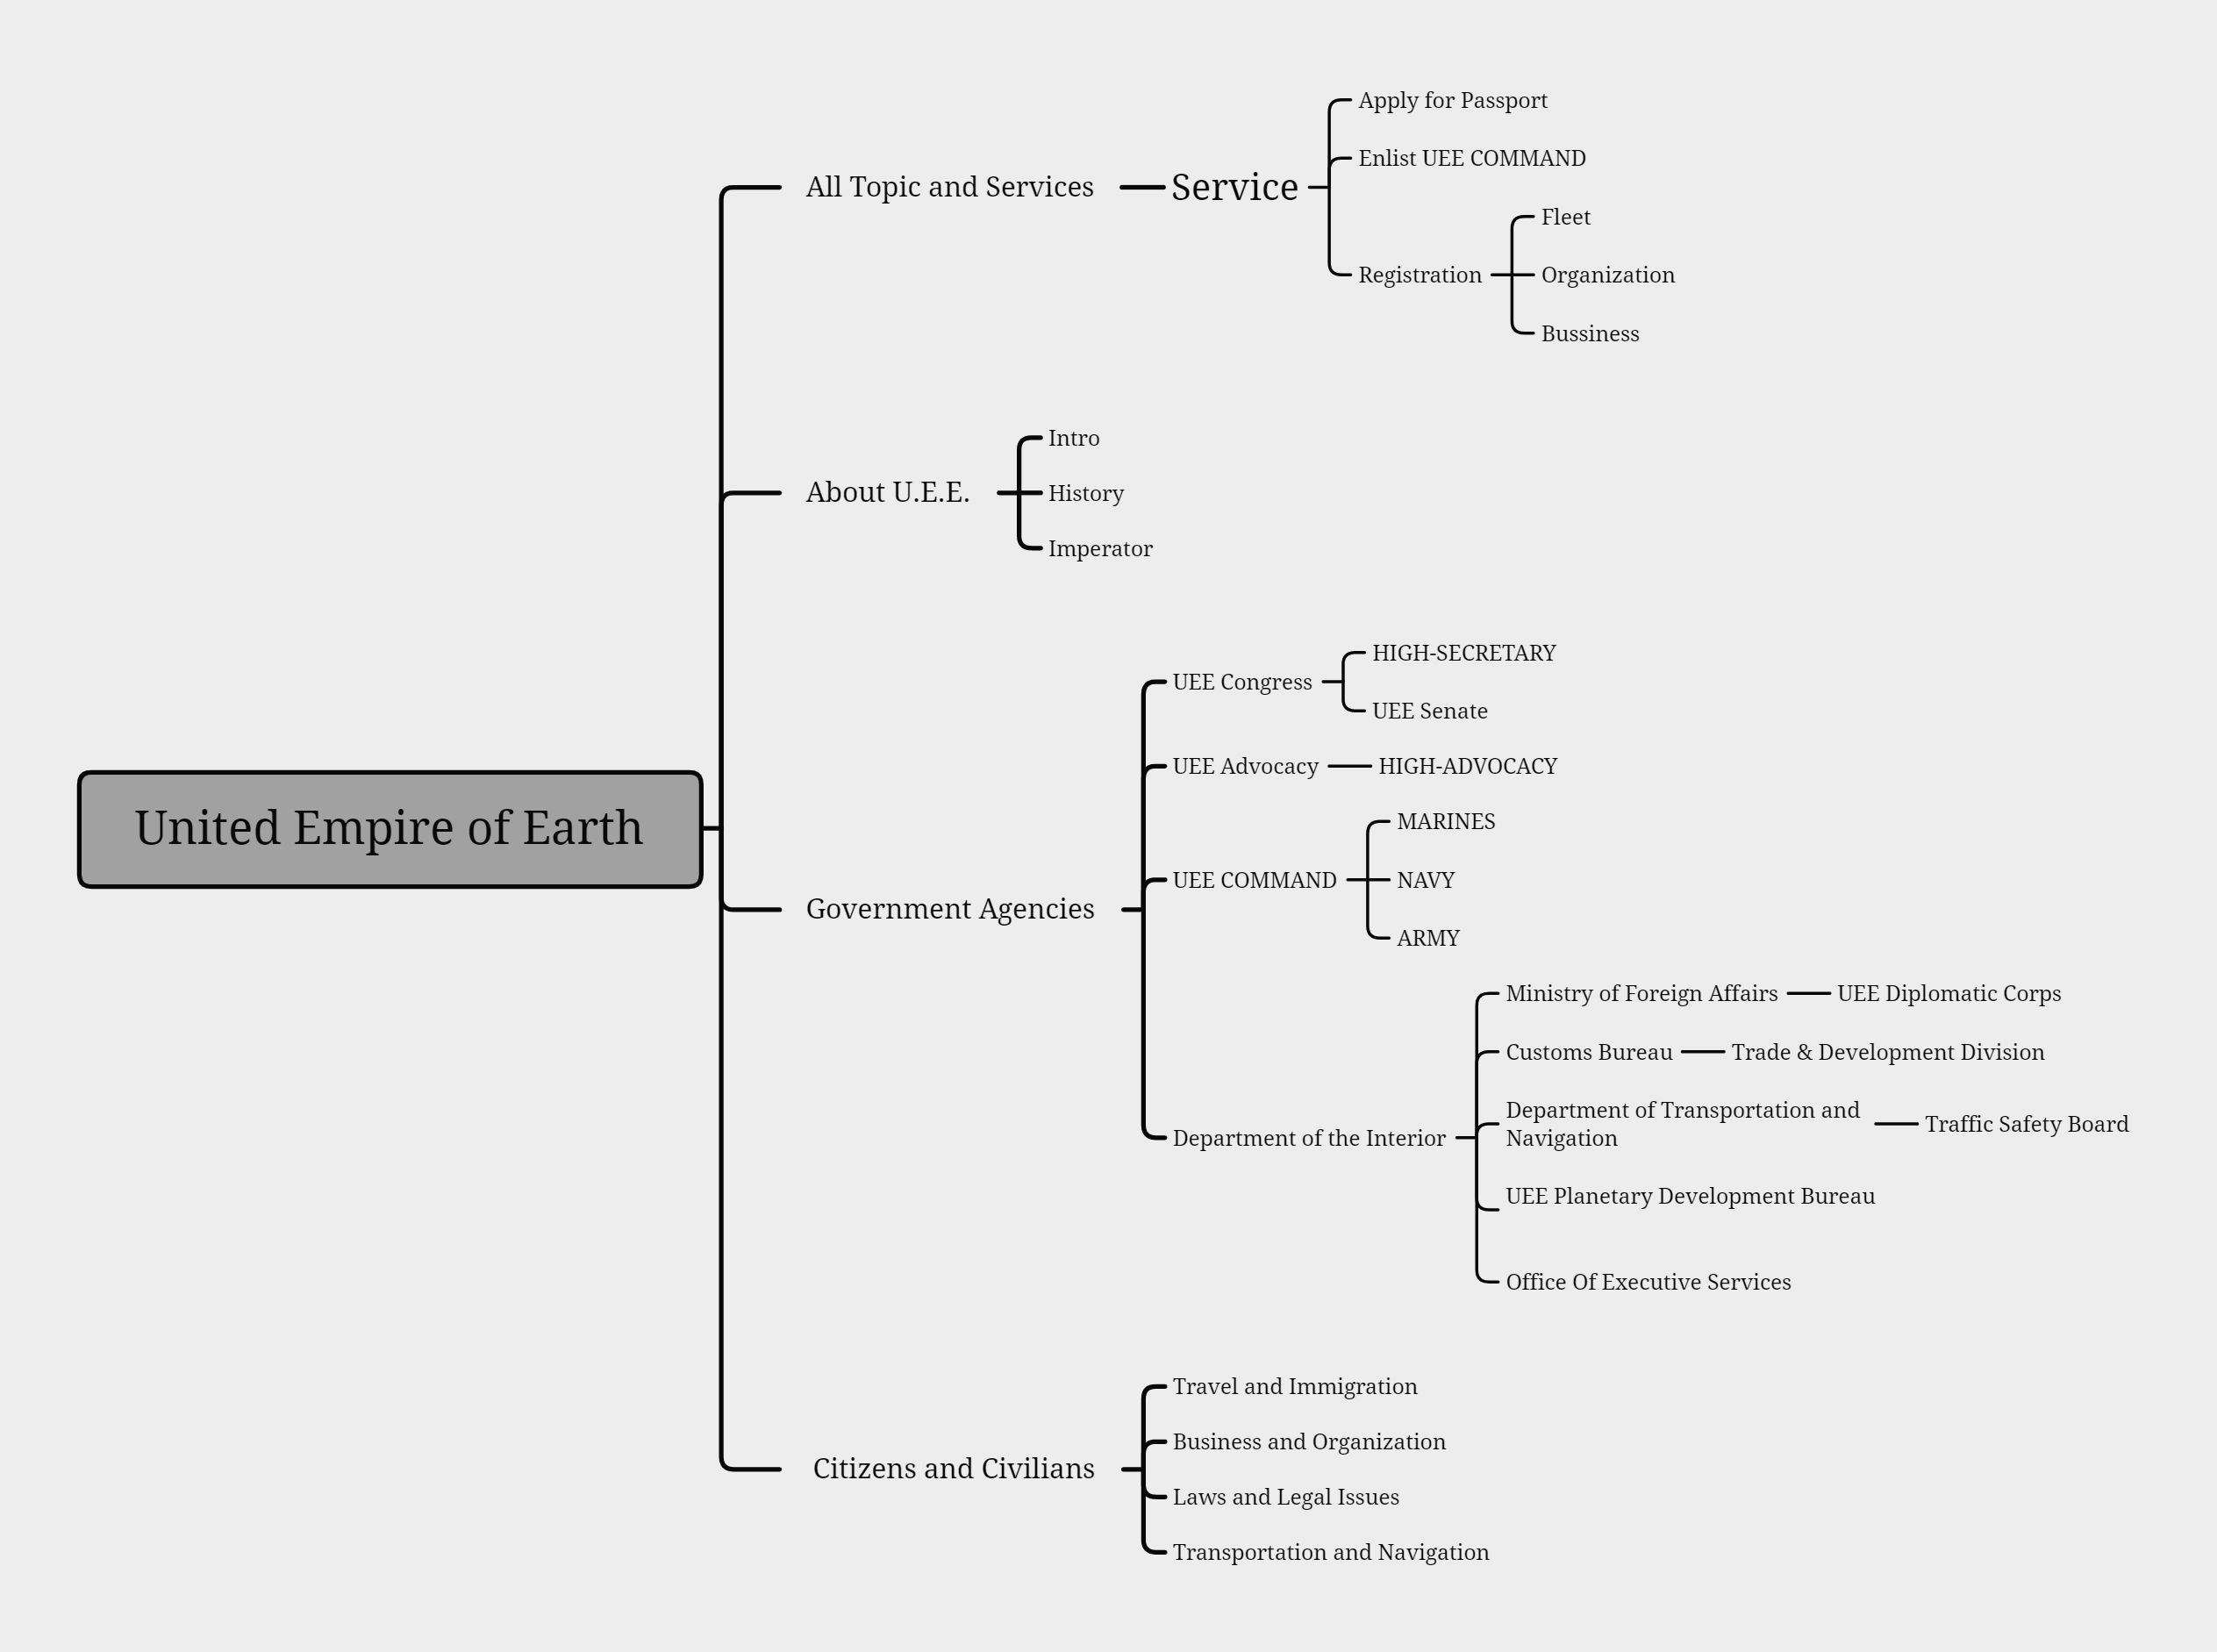 United Empire of Earth
All Topic and Services
Service
Apply for Passport
Enlist UEE COMMAND
Registration
Fleet
Organization
Bussiness
About U.E.E.
Intro
History
Imperator
Government Agencies
UEE Congress
HIGH-SECRETARY
UEE Senate
UEE Advocacy
HIGH-ADVOCACY
UEE COMMAND
MARINES
NAVY
ARMY
Department of the Interior
Ministry of Foreign Affairs
UEE Diplomatic Corps
Customs Bureau
Trade & Development Division
Department of Transportation and
Navigation
Traffic Safety Board
UEE Planetary Development Bureau
Office Of Executive Services
Citizens and Civilians
Travel and Immigration
Business and Organization
Laws and Legal Issues
Transportation and Navigation